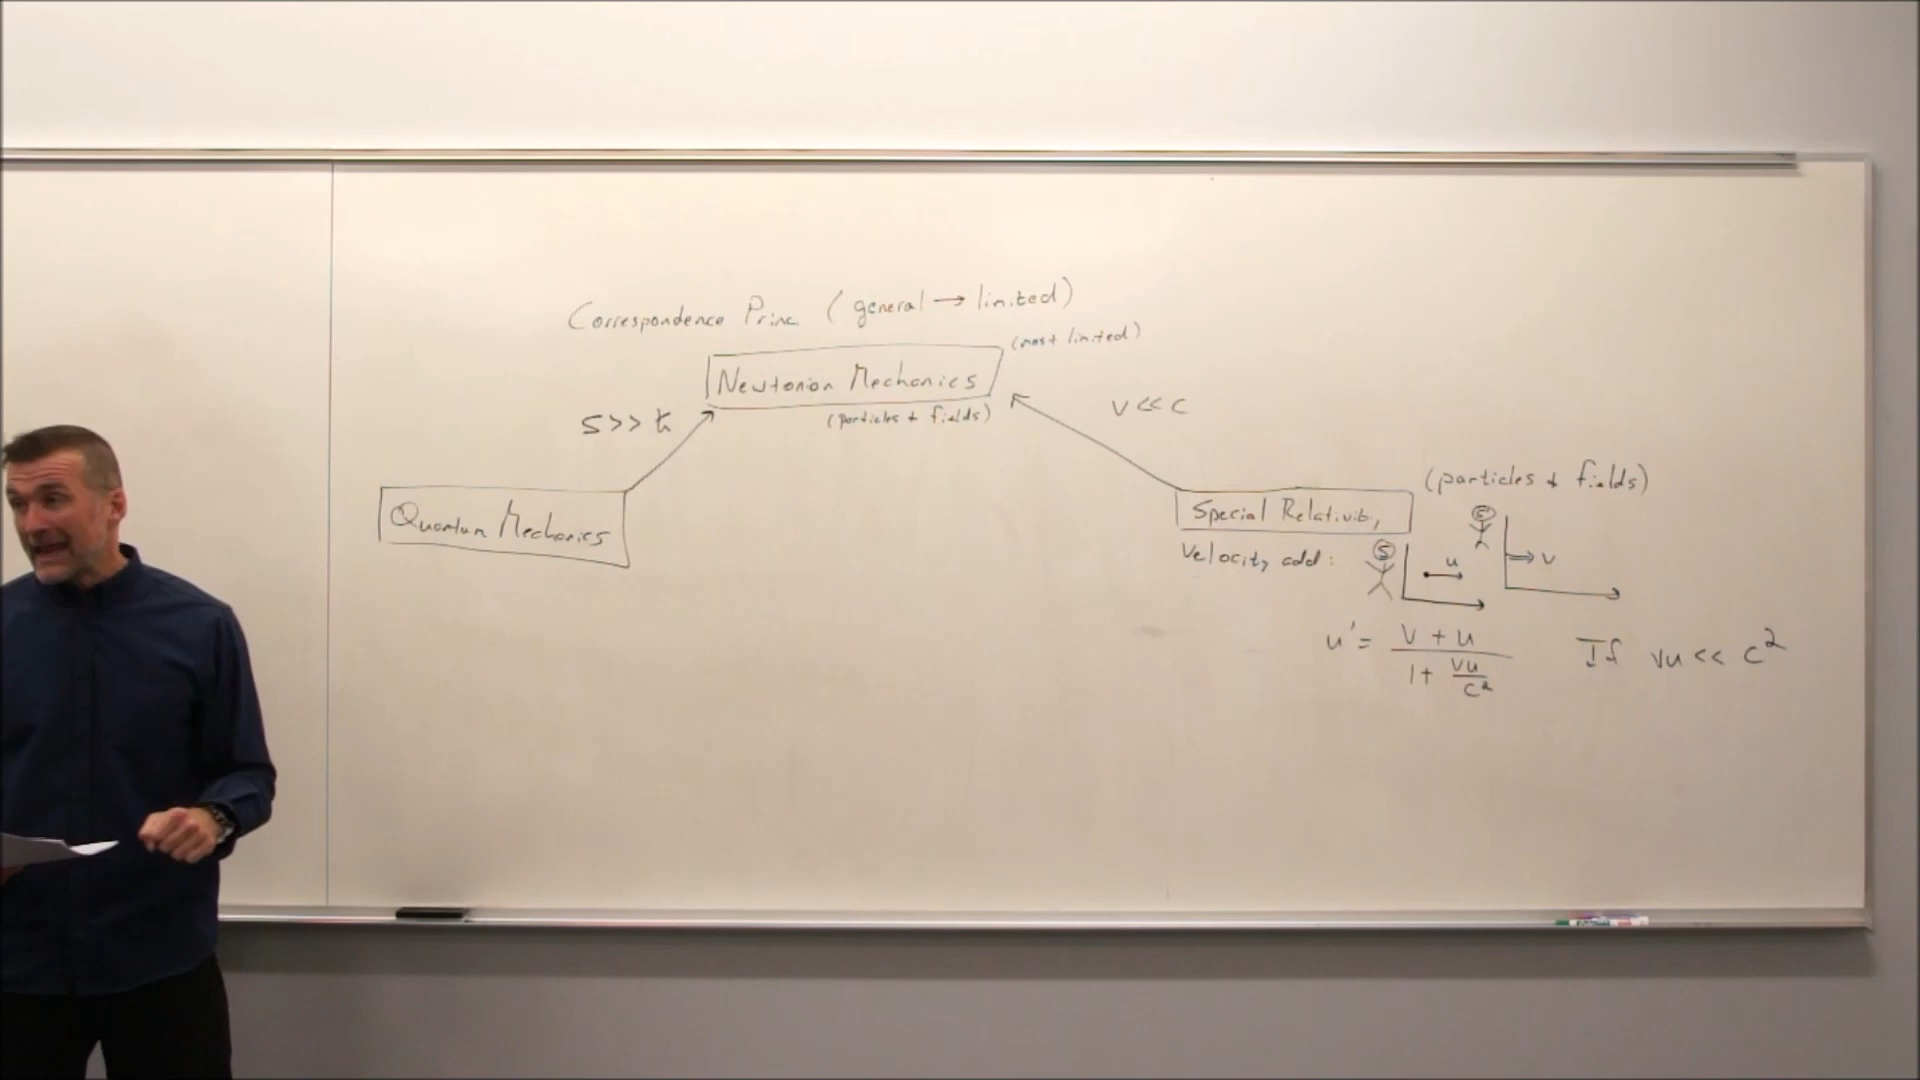 Correspondence Princ. (general → limited)
(most limited)
Newtonian Mechanics
(particles + fields)
S>>ħ
v<<c
Quantum Mechanics
Special Relativity
(particles + fields)
Velocity add:
S
S'
u
v
u' = (v + u) / (1 + vu/c²)
If vu << c²